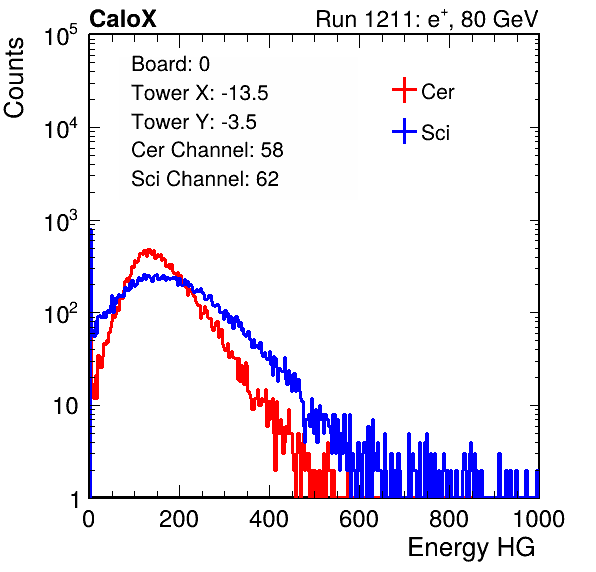 CaloX Run 1211: e⁺, 80 GeV
Counts
Board: 0
Tower X: -13.5
Tower Y: -3.5
Cer Channel: 58
Sci Channel: 62
Cer
Sci
10⁵
10⁴
10³
10²
10
1
0 200 400 600 800 1000
Energy HG